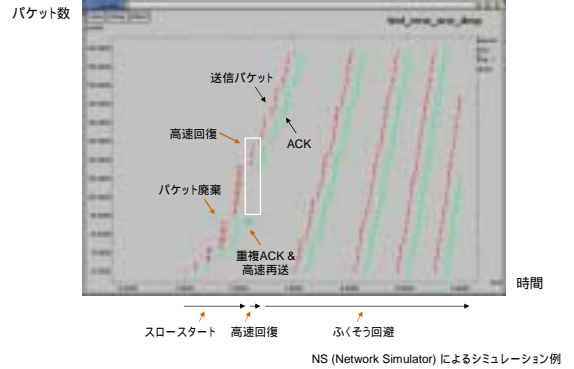 パケット数
test_reno_one_drop
送信パケット
高速回復
ACK
パケット廃棄
重複ACK &
高速再送
時間
スロースタート
高速回復
ふくそう回避
NS (Network Simulator) によるシミュレーション例